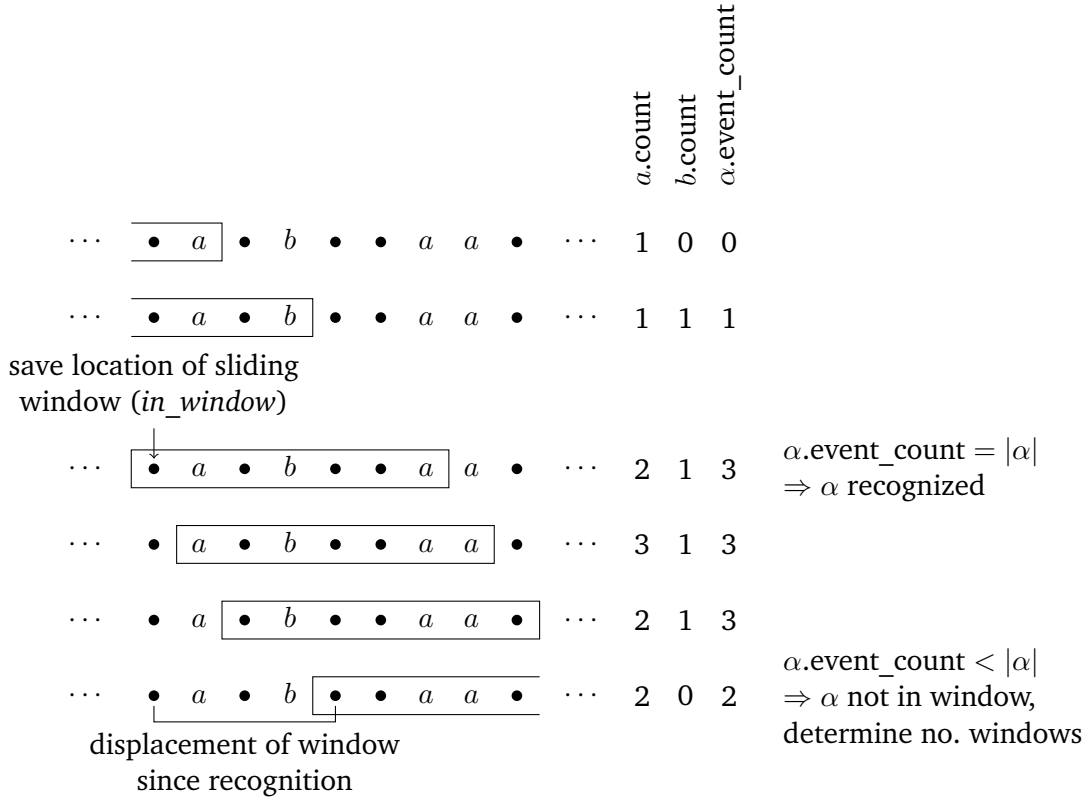 a.count b.count α.event_count
··· • a • b • • a a • ··· 1 0 0
··· • a • b • • a a • ··· 1 1 1
save location of sliding
window (in_window)
··· • a • b • • a a • ··· 2 1 3
α.event_count = |α|
⇒ α recognized
··· • a • b • • a a • ··· 3 1 3
··· • a • b • • a a • ··· 2 1 3
··· • a • b • • a a • ··· 2 0 2
α.event_count < |α|
⇒ α not in window,
determine no. windows
displacement of window
since recognition